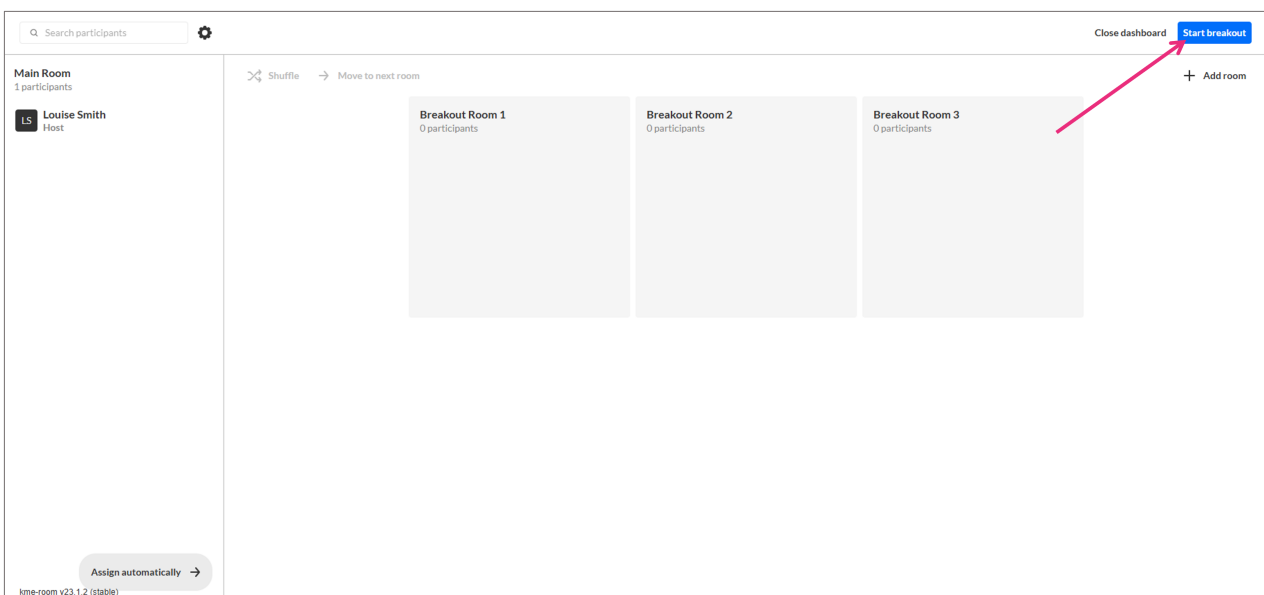 Search participants
Close dashboard
Start breakout
Main Room
1 participants
LS
Louise Smith
Host
Shuffle
Move to next room
Add room
Breakout Room 1
0 participants
Breakout Room 2
0 participants
Breakout Room 3
0 participants
Assign automatically
kme-room v23.1.2 (stable)